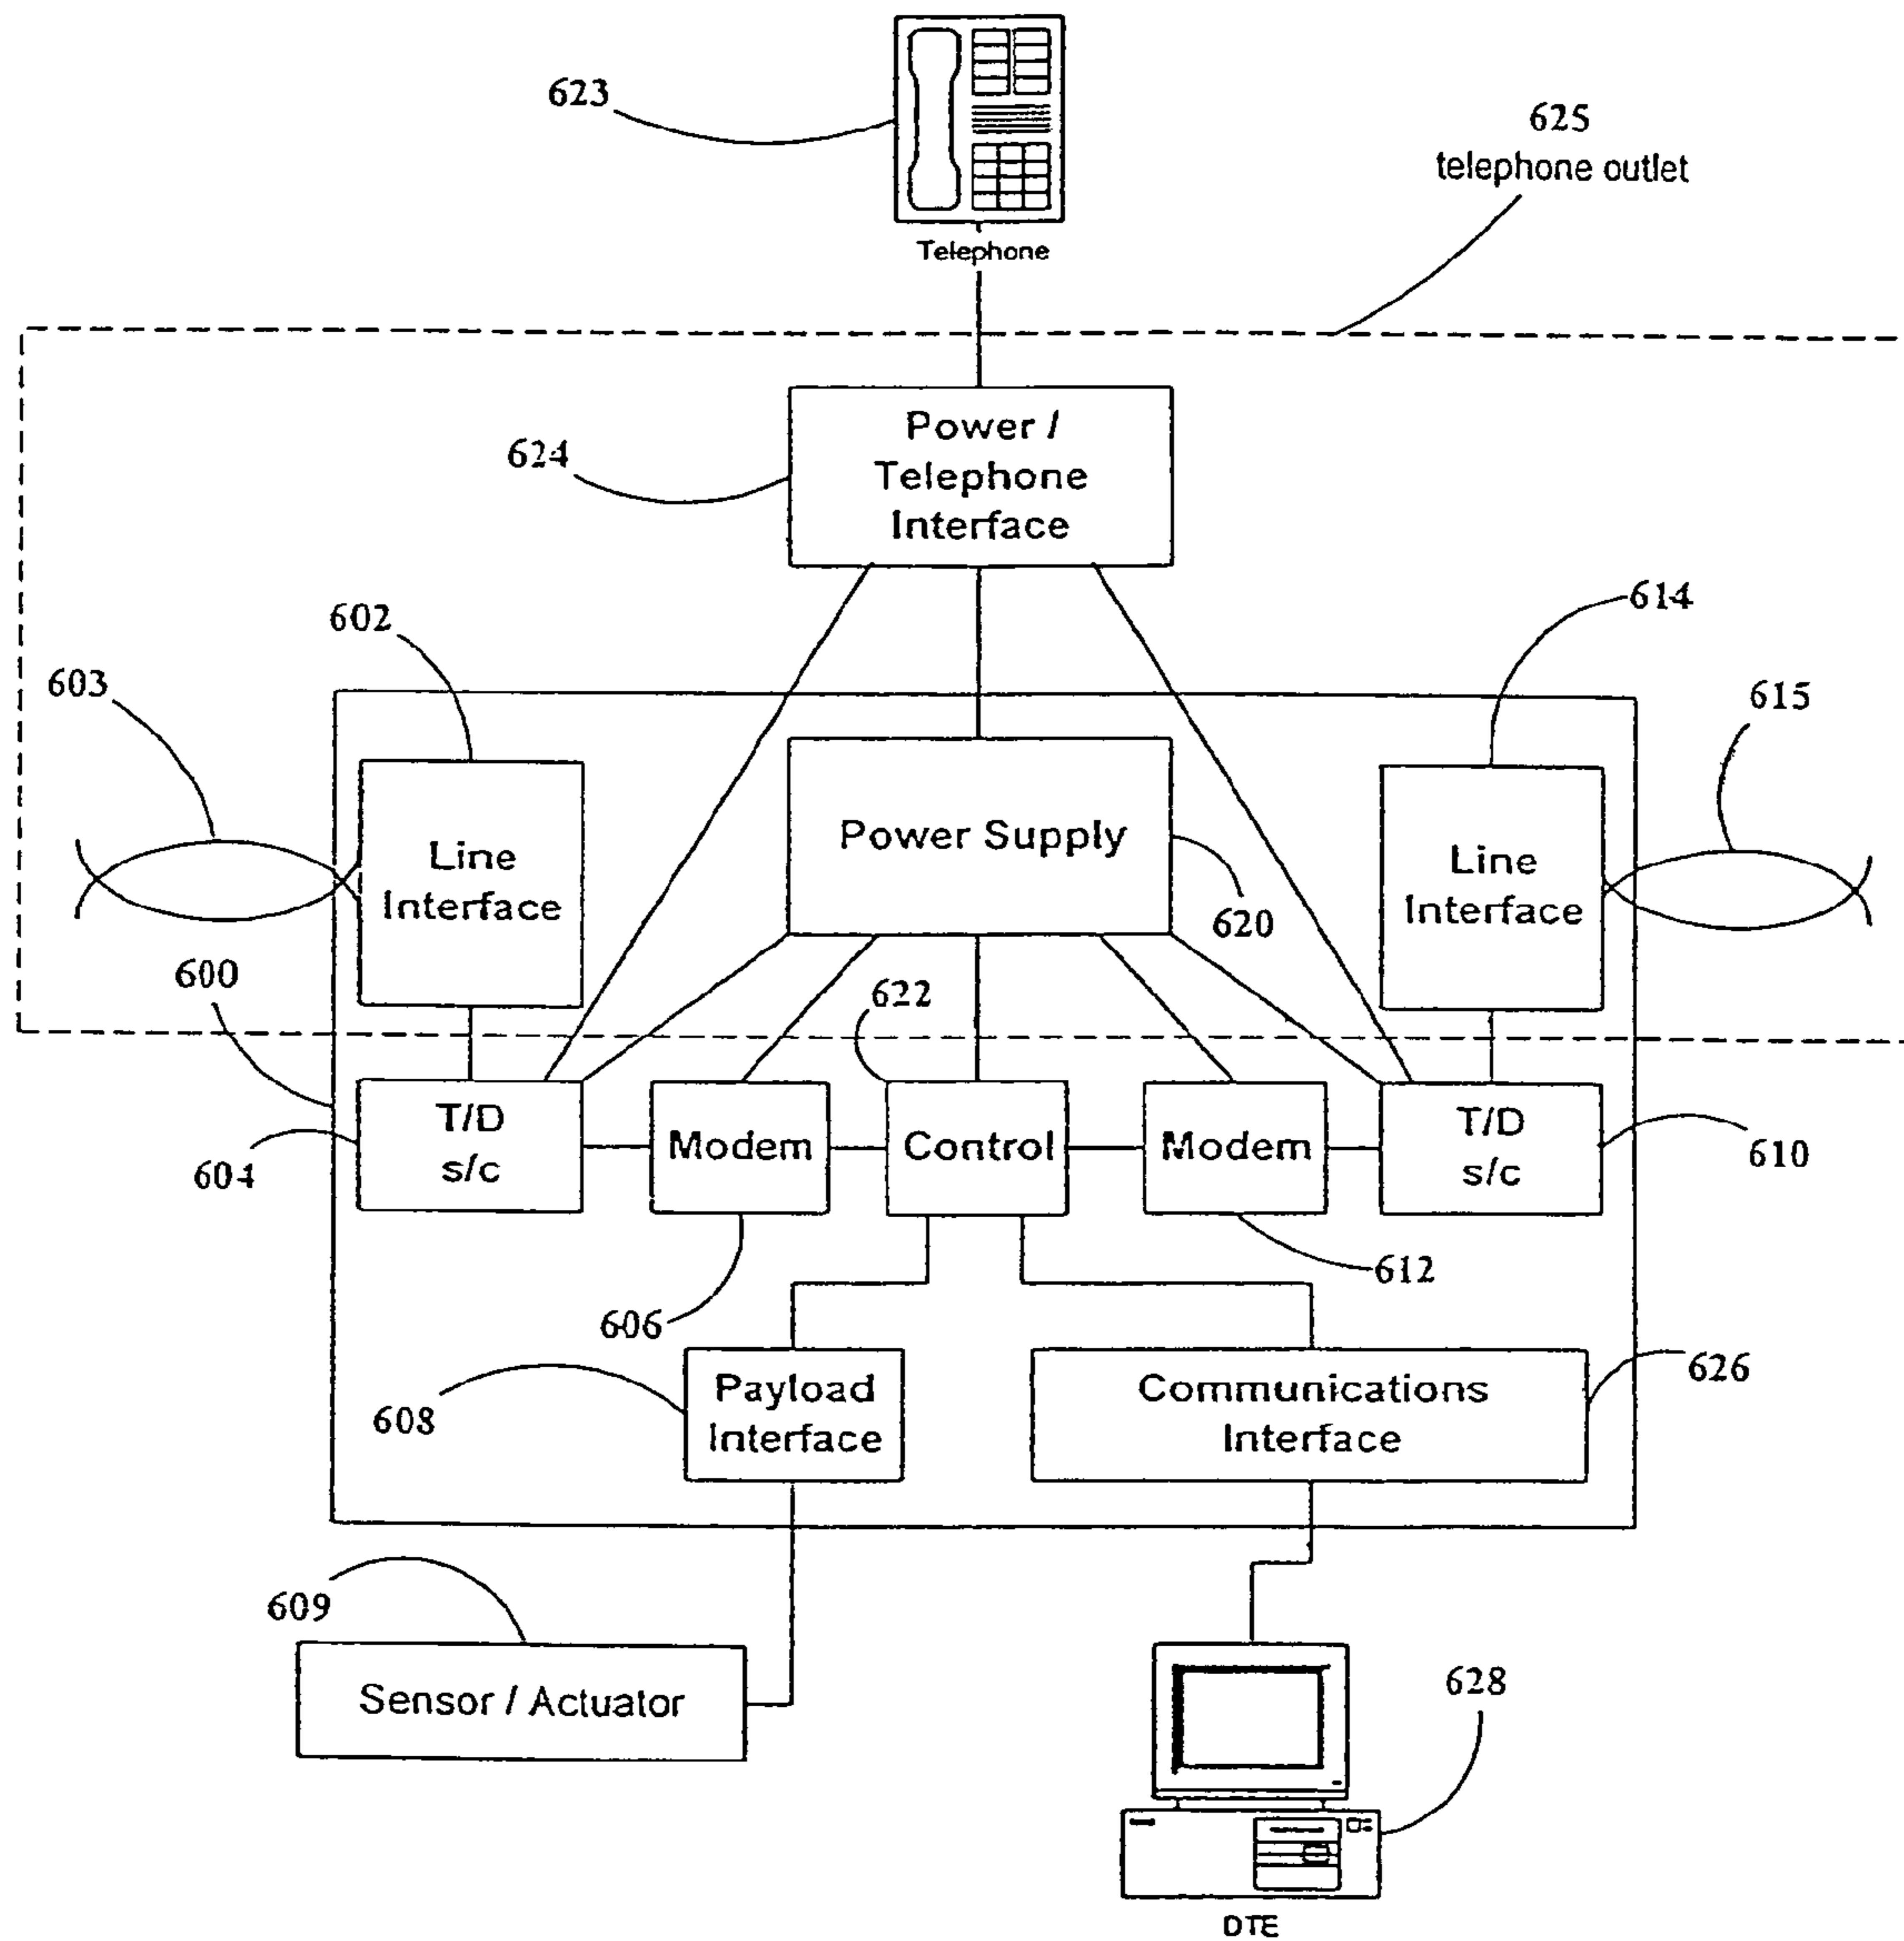 623
625
telephone outlet
Telephone
Power /
Telephone
Interface
624
602
614
603
615
Line
Interface
Power Supply
Line
Interface
620
600
622
T/D
s/c
Modem
Control
Modem
T/D
s/c
604
610
606
612
Payload
Interface
Communications
Interface
608
626
609
Sensor / Actuator
628
DTE